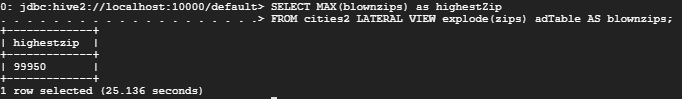 0: jdbc:hive2://localhost:10000/default> SELECT MAX(blownzips) as highestZip
. . . . . . . . . . . . . . . . . . . .> FROM cities2 LATERAL VIEW explode(zips) adTable AS blownzips;
+-------------+
| highestzip  |
+-------------+
| 99950       |
+-------------+
1 row selected (25.136 seconds)